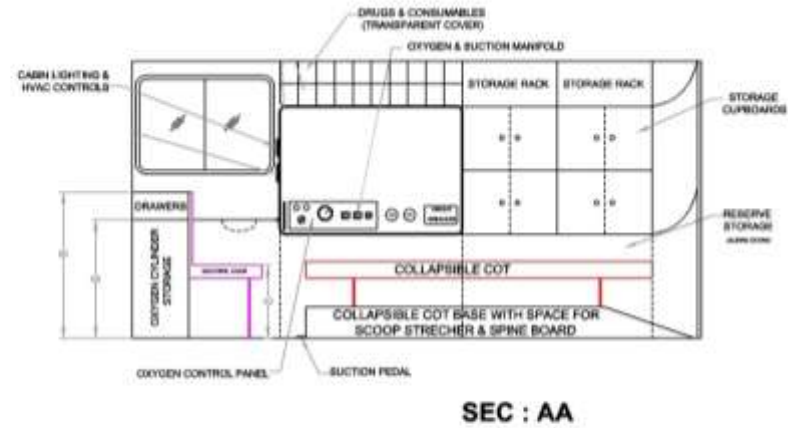 DRUGS & CONSUMABLES
(TRANSPARENT COVER)
OXYGEN & SUCTION MANIFOLD
CABIN LIGHTING &
HVAC CONTROLS
STORAGE RACK
STORAGE RACK
STORAGE
CUPBOARDS
DRAWERS
RESERVE
STORAGE
OXYGEN CYLINDER
STORAGE
COLLAPSIBLE COT
COLLAPSIBLE COT BASE WITH SPACE FOR
SCOOP STRECHER & SPINE BOARD
OXYGEN CONTROL PANEL
SUCTION PEDAL
SEC : AA